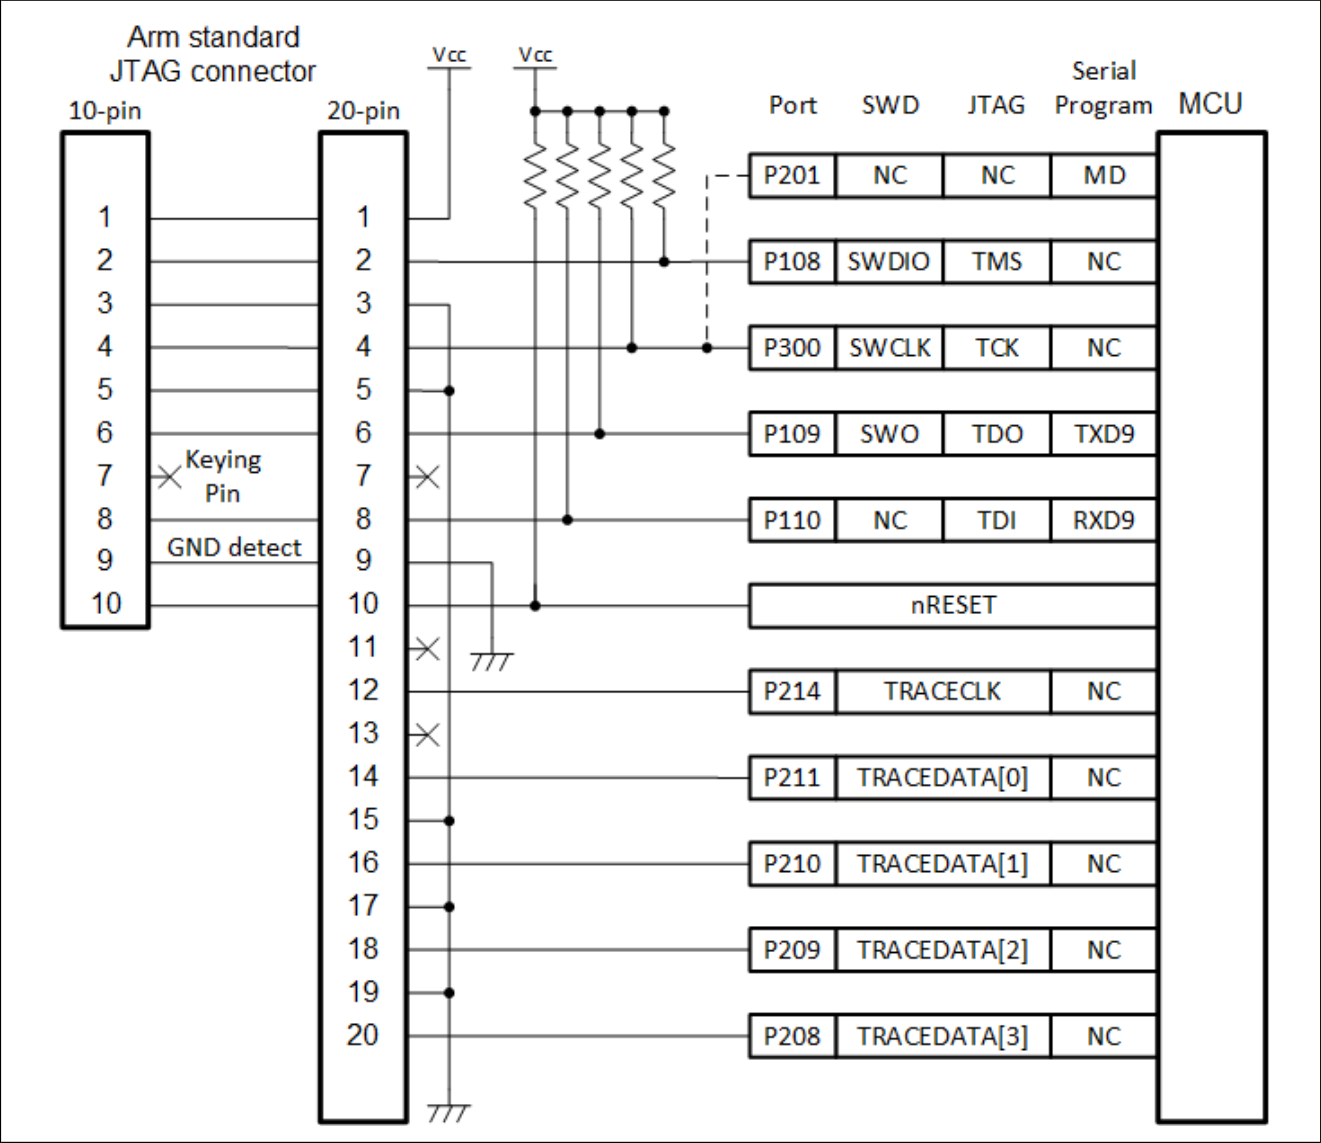 Arm standard
JTAG connector
10-pin
20-pin
Vcc
Vcc
Port
SWD
JTAG
Serial
Program
MCU
P201 NC NC MD
1 1
2 2 P108 SWDIO TMS NC
3 3
4 4 P300 SWCLK TCK NC
5 5
6 6 P109 SWO TDO TXD9
7 Keying
Pin
7
8 8 P110 NC TDI RXD9
GND detect
9 9
10 10 nRESET
11
12 P214 TRACECLK NC
13
14 P211 TRACEDATA[0] NC
15
16 P210 TRACEDATA[1] NC
17
18 P209 TRACEDATA[2] NC
19
20 P208 TRACEDATA[3] NC